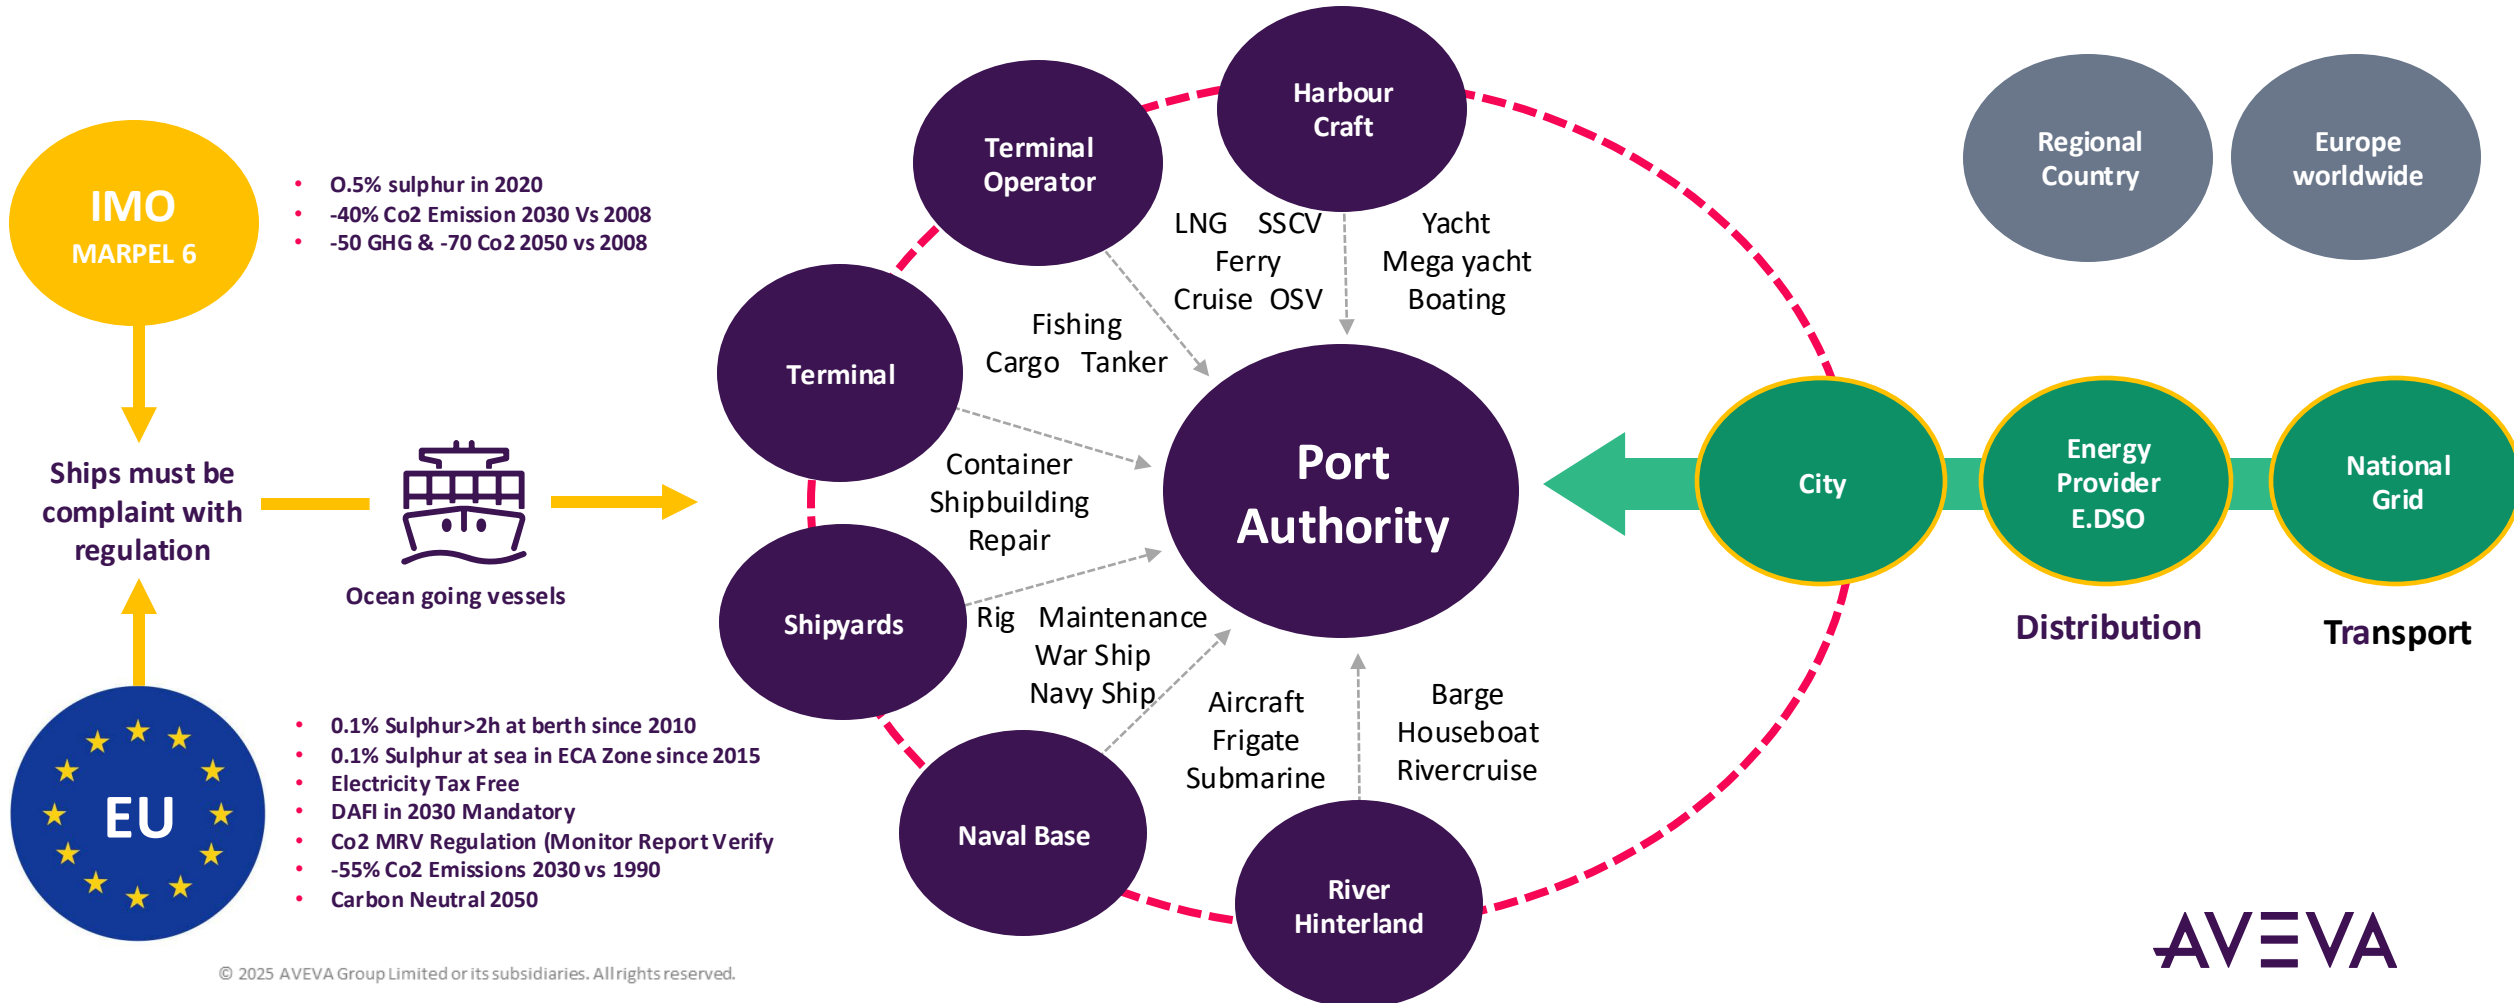 IMO
MARPEL 6
O.5% sulphur in 2020
-40% Co2 Emission 2030 Vs 2008
-50 GHG & -70 Co2 2050 vs 2008
Ships must be
complaint with
regulation
Ocean going vessels
EU
0.1% Sulphur>2h at berth since 2010
0.1% Sulphur at sea in ECA Zone since 2015
Electricity Tax Free
DAFI in 2030 Mandatory
Co2 MRV Regulation (Monitor Report Verify
-55% Co2 Emissions 2030 vs 1990
Carbon Neutral 2050
© 2025 AVEVA Group Limited or its subsidiaries. All rights reserved.
Harbour
Craft
Terminal
Operator
Terminal
Shipyards
Naval Base
River
Hinterland
LNG SSCV
Ferry
Cruise OSV
Yacht
Mega yacht
Boating
Fishing
Cargo Tanker
Container
Shipbuilding
Repair
Rig Maintenance
War Ship
Navy Ship
Aircraft
Frigate
Submarine
Barge
Houseboat
Rivercruise
Port
Authority
Regional
Country
Europe
worldwide
City
Energy
Provider
E.DSO
National
Grid
Distribution
Transport
AVEVA